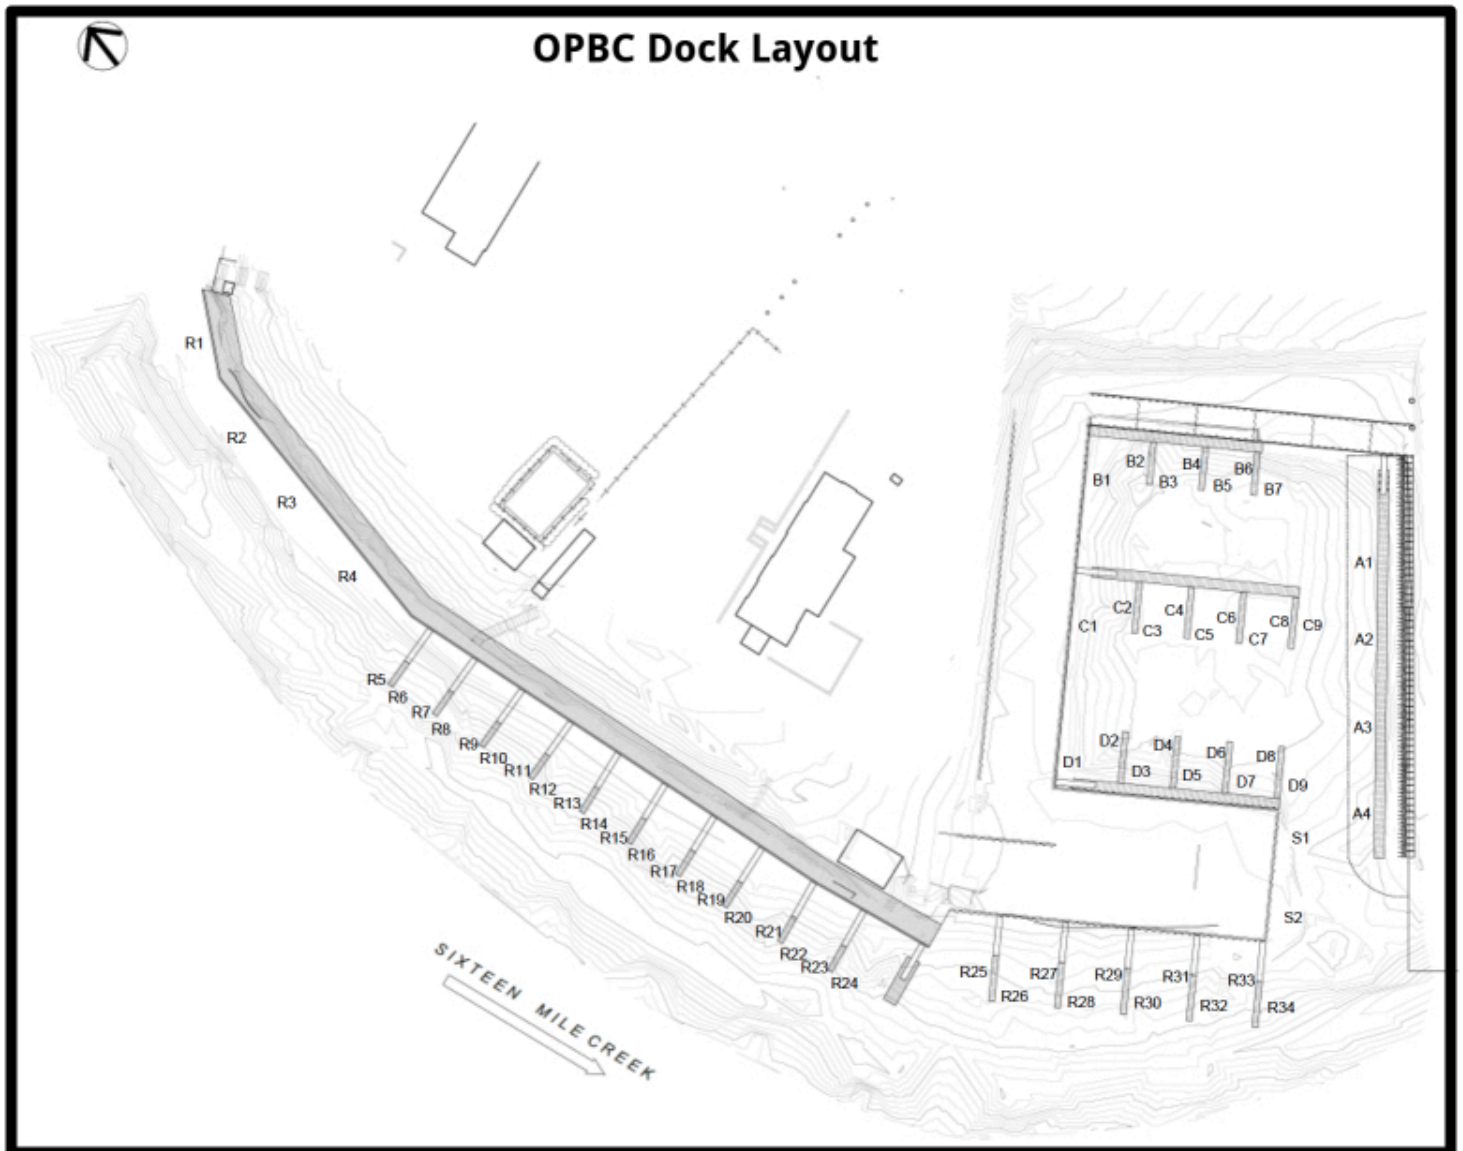 OPBC Dock Layout
R1
R2
R3
R4
R5
R6
R7
R8
R9
R10
R11
R12
R13
R14
R15
R16
R17
R18
R19
R20
R21
R22
R23
R24
R25
R26
R27
R28
R29
R30
R31
R32
R33
R34
SIXTEEN MILE CREEK
B1
B2
B3
B4
B5
B6
B7
C1
C2
C3
C4
C5
C6
C7
C8
C9
D1
D2
D3
D4
D5
D6
D7
D8
D9
A1
A2
A3
A4
S1
S2